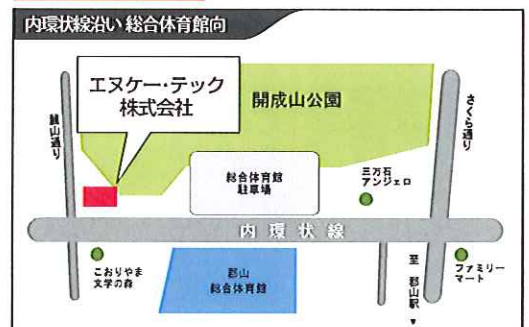 内環状線沿い 総合体育館向
エヌケー・テック
株式会社
開成山公園
さくら通り
総合体育館
駐車場
三万石
アンジェロ
内環状線
こおりやま
文学の森
郡山
総合体育館
至 郡山駅
ファミリー
マート